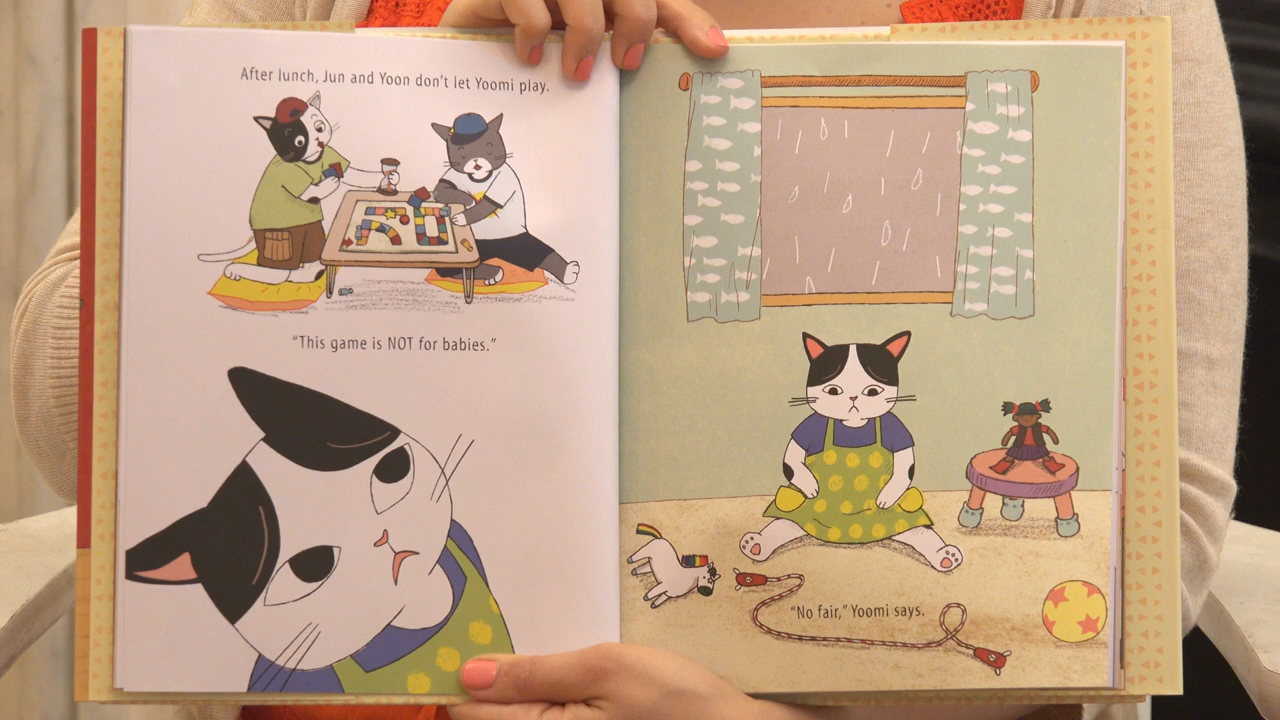 After lunch, Jun and Yoon don't let Yoomi play.
"This game is NOT for babies."
"No fair," Yoomi says.